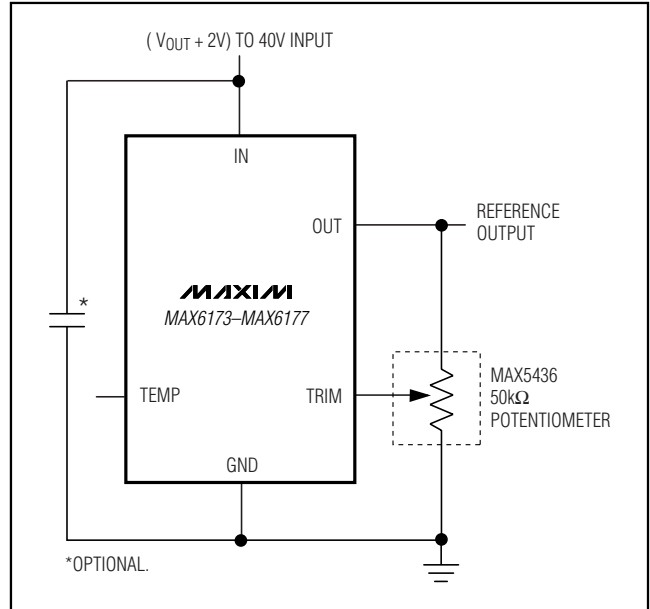 ( VOUT + 2V) TO 40V INPUT
IN
OUT
REFERENCE
OUTPUT
MAXIM
MAX6173–MAX6177
*
TEMP
TRIM
MAX5436
50kΩ
POTENTIOMETER
GND
*OPTIONAL.